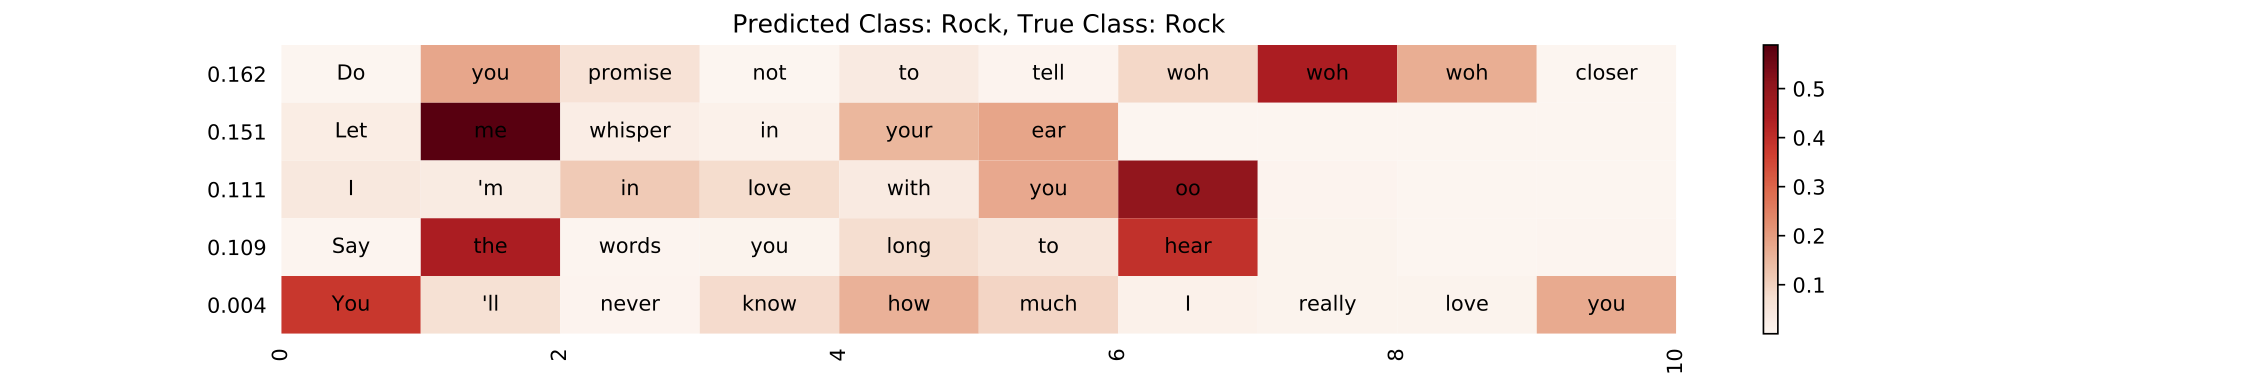 Predicted Class: Rock, True Class: Rock
0.162 Do you promise not to tell woh woh woh closer
0.151 Let me whisper in your ear
0.111 I 'm in love with you oo
0.109 Say the words you long to hear
0.004 You 'll never know how much I really love you
0 2 4 6 8 10
0.5
0.4
0.3
0.2
0.1